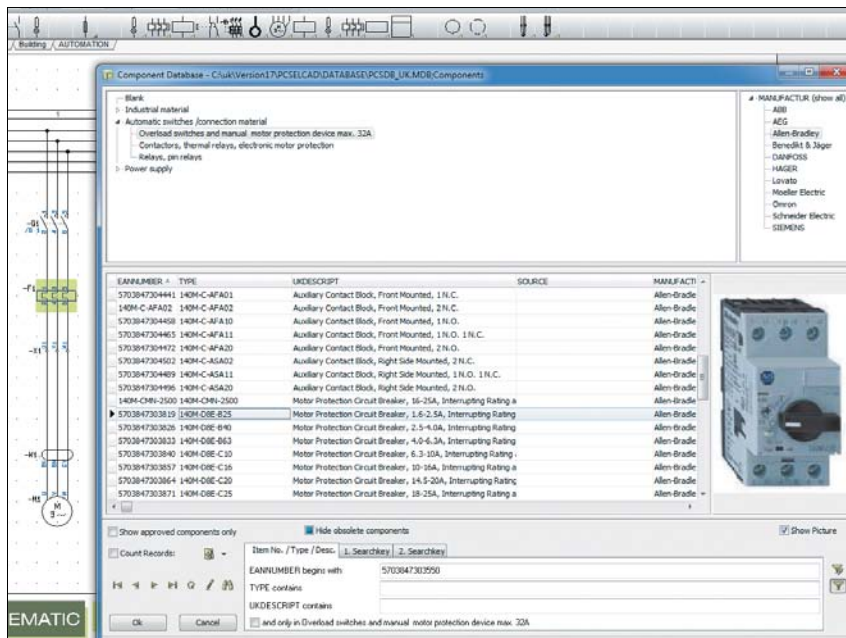 Building / AUTOMATION
Component Database - C:\uk\Version17\PCSELCAD\DATABASE\PCSDB_UK.MDB;Components
Blank
Industrial material
Automatic switches /connection material
Overload switches and manual motor protection device max. 32A
Contactors, thermal relays, electronic motor protection
Relays, pin relays
Power supply
MANUFACTUR (show all)
ABB
AEG
Allen-Bradley
Benedikt & Jäger
DANFOSS
HAGER
Lovato
Moeller Electric
Omron
Schneider Electric
SIEMENS
1
EANNUMBER TYPE UKDESCRIPT SOURCE MANUFACTI
5703847304441 140M-C-AFA01 Auxiliary Contact Block, Front Mounted, 1 N.C. Allen-Bradle
140M-C-AFA02 140M-C-AFA02 Auxiliary Contact Block, Front Mounted, 2 N.C. Allen-Bradle
5703847304458 140M-C-AFA10 Auxiliary Contact Block, Front Mounted, 1 N.O. Allen-Bradle
5703847304465 140M-C-AFA11 Auxiliary Contact Block, Front Mounted, 1 N.O. 1 N.C. Allen-Bradle
5703847304472 140M-C-AFA20 Auxiliary Contact Block, Front Mounted, 2 N.O. Allen-Bradle
5703847304502 140M-C-ASA02 Auxiliary Contact Block, Right Side Mounted, 2 N.C. Allen-Bradle
5703847304489 140M-C-ASA11 Auxiliary Contact Block, Right Side Mounted, 1 N.O. 1 N.C. Allen-Bradle
5703847304496 140M-C-ASA20 Auxiliary Contact Block, Right Side Mounted, 2 N.O. Allen-Bradle
140M-CMN-2500 140M-CMN-2500 Motor Protection Circuit Breaker, 16-25A, Interrupting Rating a Allen-Bradle
5703847303819 140M-D8E-B25 Motor Protection Circuit Breaker, 1.6-2.5A, Interrupting Rating Allen-Bradle
5703847303826 140M-D8E-B40 Motor Protection Circuit Breaker, 2.5-4.0A, Interrupting Rating Allen-Bradle
5703847303833 140M-D8E-B63 Motor Protection Circuit Breaker, 4.0-6.3A, Interrupting Rating Allen-Bradle
5703847303840 140M-D8E-C10 Motor Protection Circuit Breaker, 6.3-10A, Interrupting Rating Allen-Bradle
5703847303857 140M-D8E-C16 Motor Protection Circuit Breaker, 10-16A, Interrupting Rating a Allen-Bradle
5703847303864 140M-D8E-C20 Motor Protection Circuit Breaker, 14.5-20A, Interrupting Rating Allen-Bradle
5703847303871 140M-D8E-C25 Motor Protection Circuit Breaker, 18-25A, Interrupting Rating a Allen-Bradle
M
3~
Show approved components only Hide obsolete components Show Picture
Count Records:
Item No. / Type / Desc. 1. Searchkey 2. Searchkey
EANNUMBER begins with 5703847303550
TYPE contains
UKDESCRIPT contains
and only in Overload switches and manual motor protection device max. 32A
Ok Cancel
EMATIC